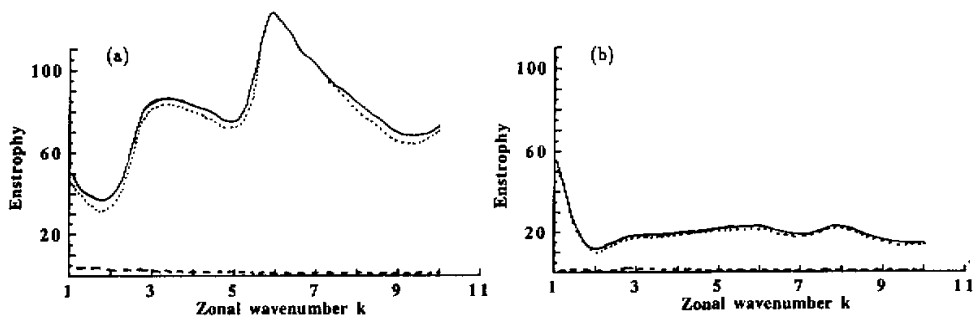 (a)
100
60
20
Enstrophy
1 3 5 7 9 11
Zonal wavenumber k
(b)
100
60
20
Enstrophy
1 3 5 7 9 11
Zonal wavenumber k